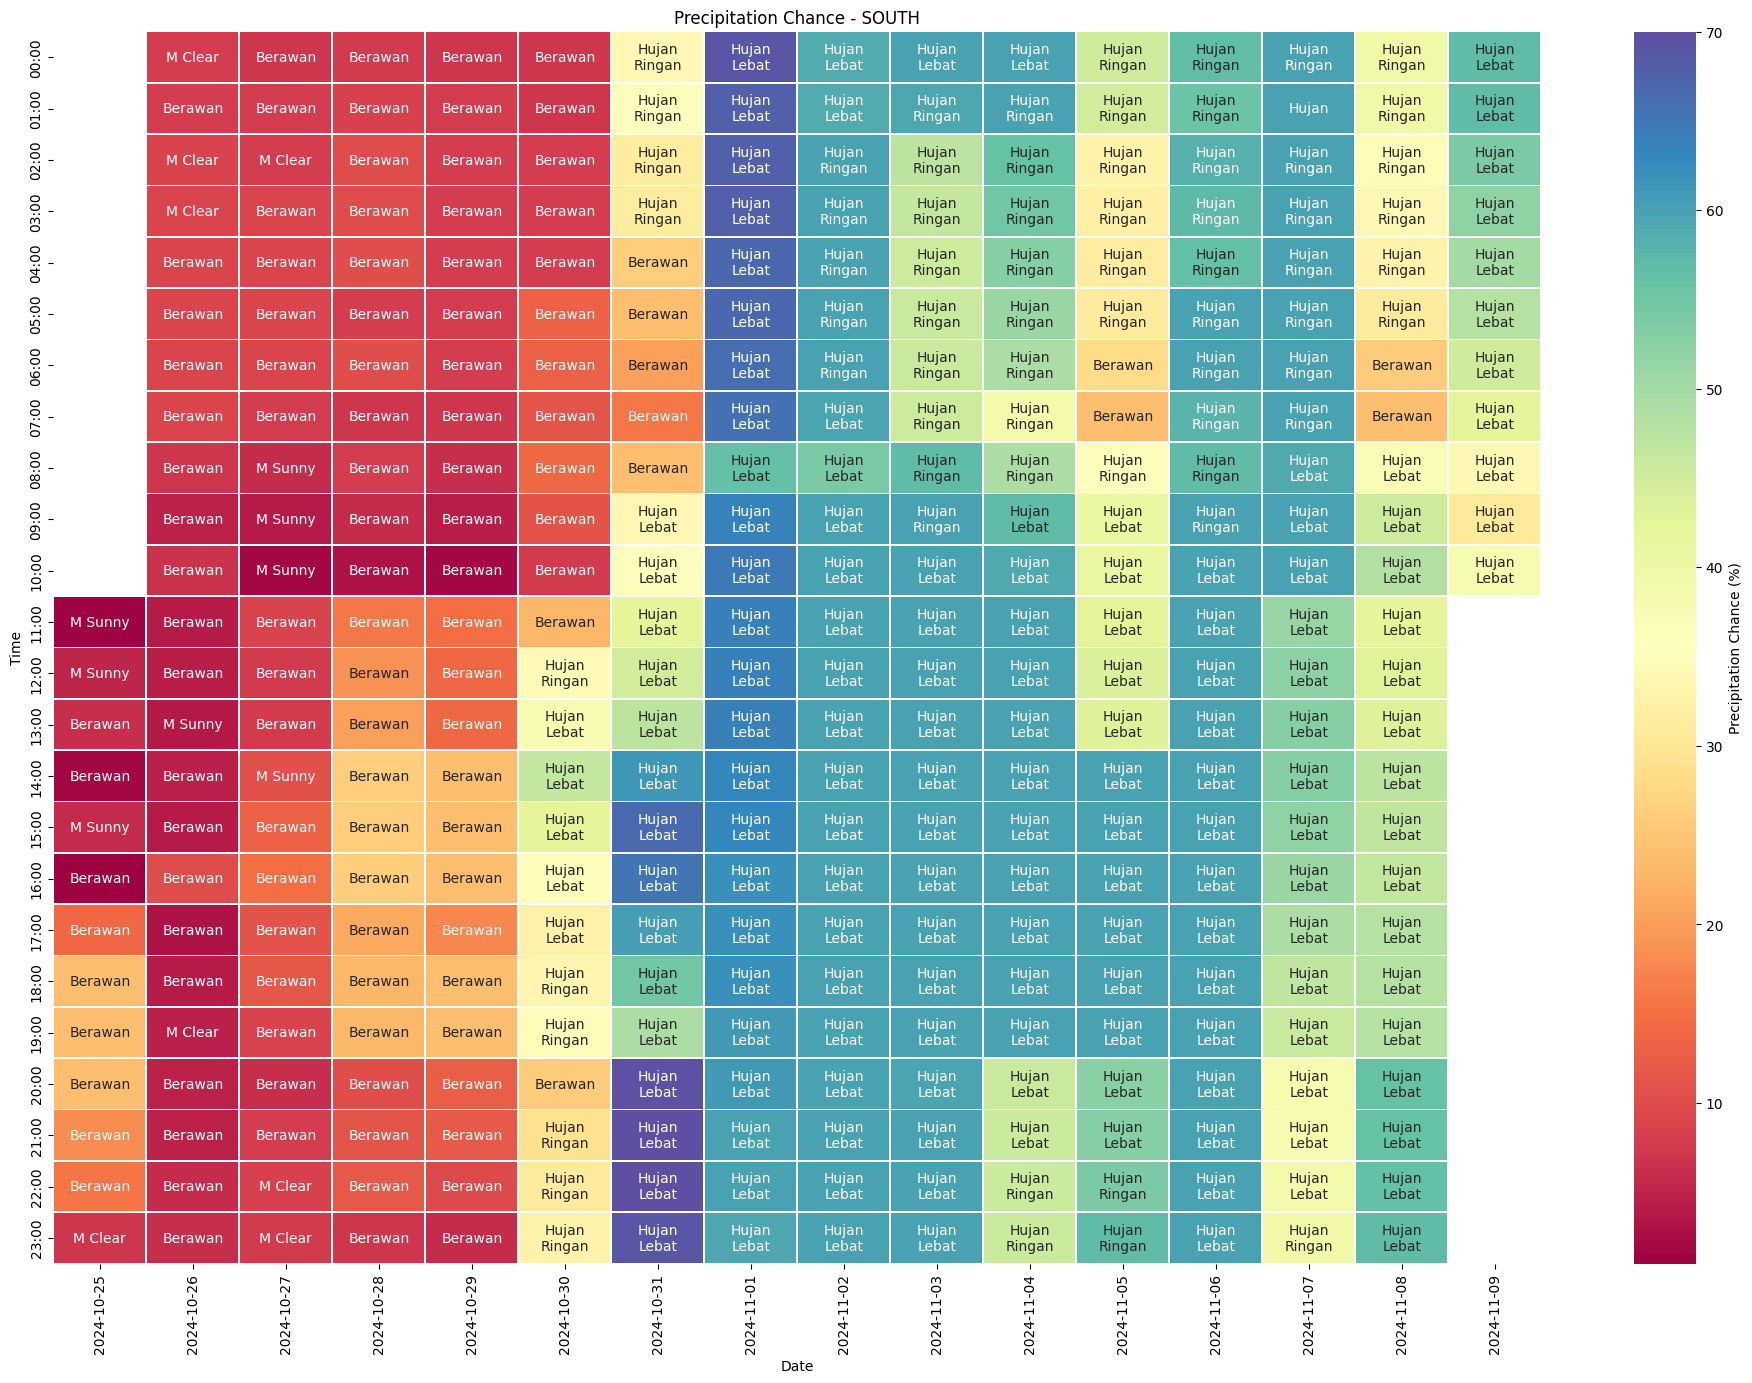 Precipitation Chance - SOUTH
00:00 M Clear Berawan Berawan Berawan Berawan Hujan Ringan Hujan Lebat Hujan Lebat Hujan Lebat Hujan Lebat Hujan Ringan Hujan Ringan Hujan Ringan Hujan Ringan Hujan Lebat
01:00 Berawan Berawan Berawan Berawan Berawan Hujan Ringan Hujan Lebat Hujan Lebat Hujan Ringan Hujan Ringan Hujan Ringan Hujan Ringan Hujan Hujan Ringan Hujan Lebat
02:00 M Clear M Clear Berawan Berawan Berawan Hujan Ringan Hujan Lebat Hujan Ringan Hujan Ringan Hujan Ringan Hujan Ringan Hujan Ringan Hujan Ringan Hujan Ringan Hujan Lebat
03:00 M Clear Berawan Berawan Berawan Berawan Hujan Ringan Hujan Lebat Hujan Ringan Hujan Ringan Hujan Ringan Hujan Ringan Hujan Ringan Hujan Ringan Hujan Ringan Hujan Lebat
04:00 Berawan Berawan Berawan Berawan Berawan Berawan Hujan Lebat Hujan Ringan Hujan Ringan Hujan Ringan Hujan Ringan Hujan Ringan Hujan Ringan Hujan Ringan Hujan Lebat
05:00 Berawan Berawan Berawan Berawan Berawan Berawan Hujan Lebat Hujan Ringan Hujan Ringan Hujan Ringan Hujan Ringan Hujan Ringan Hujan Ringan Hujan Ringan Hujan Lebat
06:00 Berawan Berawan Berawan Berawan Berawan Berawan Hujan Lebat Hujan Ringan Hujan Ringan Hujan Ringan Berawan Hujan Ringan Hujan Ringan Berawan Hujan Lebat
07:00 Berawan Berawan Berawan Berawan Berawan Berawan Hujan Lebat Hujan Lebat Hujan Ringan Hujan Ringan Berawan Hujan Ringan Hujan Ringan Berawan Hujan Lebat
08:00 Berawan M Sunny Berawan Berawan Berawan Berawan Hujan Lebat Hujan Lebat Hujan Ringan Hujan Ringan Hujan Ringan Hujan Ringan Hujan Lebat Hujan Lebat Hujan Lebat
09:00 Berawan M Sunny Berawan Berawan Berawan Hujan Lebat Hujan Lebat Hujan Lebat Hujan Ringan Hujan Lebat Hujan Lebat Hujan Ringan Hujan Lebat Hujan Lebat Hujan Lebat
10:00 Berawan M Sunny Berawan Berawan Berawan Hujan Lebat Hujan Lebat Hujan Lebat Hujan Lebat Hujan Lebat Hujan Lebat Hujan Lebat Hujan Lebat Hujan Lebat Hujan Lebat
11:00 M Sunny Berawan Berawan Berawan Berawan Berawan Hujan Lebat Hujan Lebat Hujan Lebat Hujan Lebat Hujan Lebat Hujan Lebat Hujan Lebat Hujan Lebat Hujan Lebat
12:00 M Sunny Berawan Berawan Berawan Berawan Hujan Ringan Hujan Lebat Hujan Lebat Hujan Lebat Hujan Lebat Hujan Lebat Hujan Lebat Hujan Lebat Hujan Lebat Hujan Lebat
13:00 Berawan M Sunny Berawan Berawan Berawan Hujan Lebat Hujan Lebat Hujan Lebat Hujan Lebat Hujan Lebat Hujan Lebat Hujan Lebat Hujan Lebat Hujan Lebat Hujan Lebat
14:00 Berawan Berawan M Sunny Berawan Berawan Hujan Lebat Hujan Lebat Hujan Lebat Hujan Lebat Hujan Lebat Hujan Lebat Hujan Lebat Hujan Lebat Hujan Lebat Hujan Lebat
15:00 M Sunny Berawan Berawan Berawan Berawan Hujan Lebat Hujan Lebat Hujan Lebat Hujan Lebat Hujan Lebat Hujan Lebat Hujan Lebat Hujan Lebat Hujan Lebat Hujan Lebat
16:00 Berawan Berawan Berawan Berawan Berawan Hujan Lebat Hujan Lebat Hujan Lebat Hujan Lebat Hujan Lebat Hujan Lebat Hujan Lebat Hujan Lebat Hujan Lebat Hujan Lebat
17:00 Berawan Berawan Berawan Berawan Berawan Hujan Lebat Hujan Lebat Hujan Lebat Hujan Lebat Hujan Lebat Hujan Lebat Hujan Lebat Hujan Lebat Hujan Lebat Hujan Lebat
18:00 Berawan Berawan Berawan Berawan Berawan Hujan Ringan Hujan Lebat Hujan Lebat Hujan Lebat Hujan Lebat Hujan Lebat Hujan Lebat Hujan Lebat Hujan Lebat Hujan Lebat
19:00 Berawan M Clear Berawan Berawan Berawan Hujan Ringan Hujan Lebat Hujan Lebat Hujan Lebat Hujan Lebat Hujan Lebat Hujan Lebat Hujan Lebat Hujan Lebat Hujan Lebat
20:00 Berawan Berawan Berawan Berawan Berawan Berawan Hujan Lebat Hujan Lebat Hujan Lebat Hujan Lebat Hujan Lebat Hujan Lebat Hujan Lebat Hujan Lebat Hujan Lebat
21:00 Berawan Berawan Berawan Berawan Berawan Hujan Ringan Hujan Lebat Hujan Lebat Hujan Lebat Hujan Lebat Hujan Lebat Hujan Lebat Hujan Lebat Hujan Lebat Hujan Lebat
22:00 Berawan Berawan M Clear Berawan Berawan Hujan Ringan Hujan Lebat Hujan Lebat Hujan Lebat Hujan Lebat Hujan Ringan Hujan Ringan Hujan Lebat Hujan Lebat Hujan Lebat
23:00 M Clear Berawan M Clear Berawan Berawan Hujan Ringan Hujan Lebat Hujan Lebat Hujan Lebat Hujan Lebat Hujan Ringan Hujan Ringan Hujan Lebat Hujan Ringan Hujan Lebat
Time
2024-10-25 2024-10-26 2024-10-27 2024-10-28 2024-10-29 2024-10-30 2024-10-31 2024-11-01 2024-11-02 2024-11-03 2024-11-04 2024-11-05 2024-11-06 2024-11-07 2024-11-08 2024-11-09
Date
70
60
50
40
30
20
10
Precipitation Chance (%)